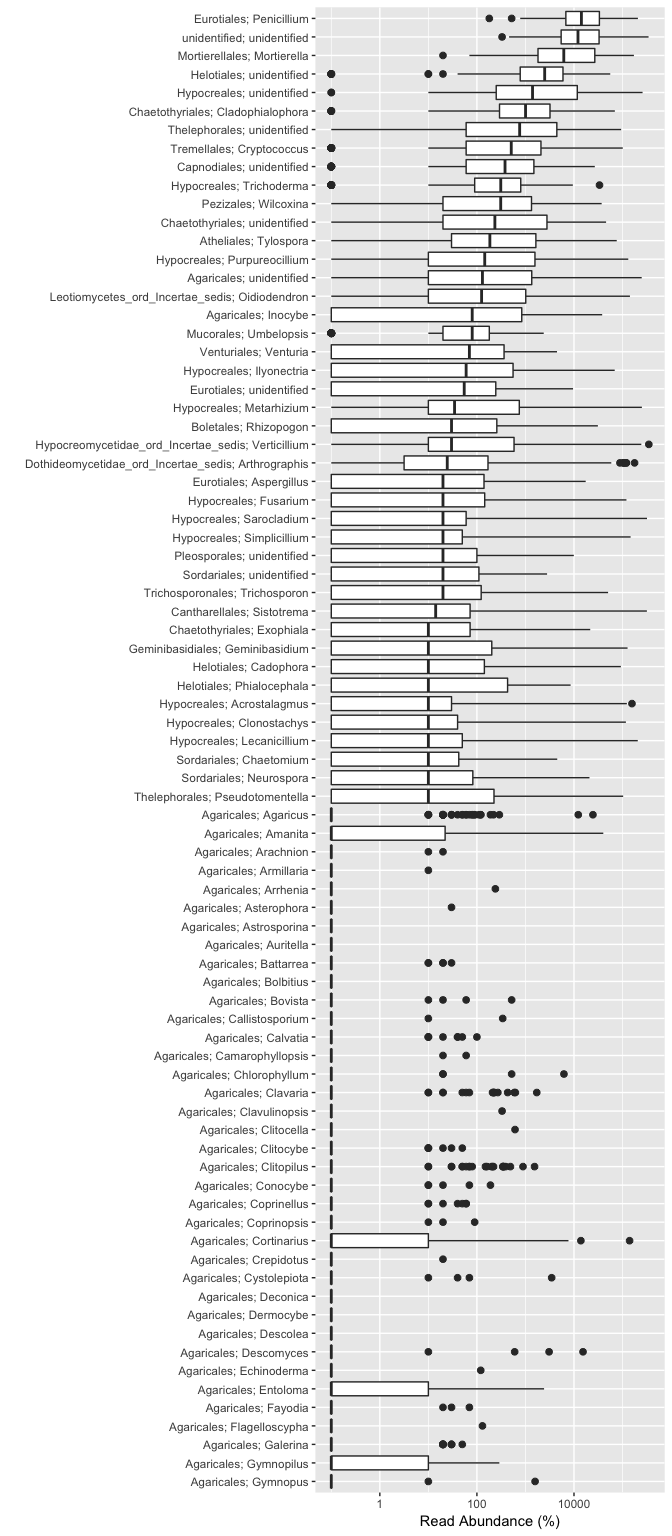 Eurotiales; Penicillium
unidentified; unidentified
Mortierellales; Mortierella
Helotiales; unidentified
Hypocreales; unidentified
Chaetothyriales; Cladophialophora
Thelephorales; unidentified
Tremellales; Cryptococcus
Capnodiales; unidentified
Hypocreales; Trichoderma
Pezizales; Wilcoxina
Chaetothyriales; unidentified
Atheliales; Tylospora
Hypocreales; Purpureocillium
Agaricales; unidentified
Leotiomycetes_ord_Incertae_sedis; Oidiodendron
Agaricales; Inocybe
Mucorales; Umbelopsis
Venturiales; Venturia
Hypocreales; Ilyonectria
Eurotiales; unidentified
Hypocreales; Metarhizium
Boletales; Rhizopogon
Hypocreomycetidae_ord_Incertae_sedis; Verticillium
Dothideomycetidae_ord_Incertae_sedis; Arthrographis
Eurotiales; Aspergillus
Hypocreales; Fusarium
Hypocreales; Sarocladium
Hypocreales; Simplicillium
Pleosporales; unidentified
Sordariales; unidentified
Trichosporonales; Trichosporon
Cantharellales; Sistotrema
Chaetothyriales; Exophiala
Geminibasidiales; Geminibasidium
Helotiales; Cadophora
Helotiales; Phialocephala
Hypocreales; Acrostalagmus
Hypocreales; Clonostachys
Hypocreales; Lecanicillium
Sordariales; Chaetomium
Sordariales; Neurospora
Thelephorales; Pseudotomentella
Agaricales; Agaricus
Agaricales; Amanita
Agaricales; Arachnion
Agaricales; Armillaria
Agaricales; Arrhenia
Agaricales; Asterophora
Agaricales; Astrosporina
Agaricales; Auritella
Agaricales; Battarrea
Agaricales; Bolbitius
Agaricales; Bovista
Agaricales; Callistosporium
Agaricales; Calvatia
Agaricales; Camarophyllopsis
Agaricales; Chlorophyllum
Agaricales; Clavaria
Agaricales; Clavulinopsis
Agaricales; Clitocella
Agaricales; Clitocybe
Agaricales; Clitopilus
Agaricales; Conocybe
Agaricales; Coprinellus
Agaricales; Coprinopsis
Agaricales; Cortinarius
Agaricales; Crepidotus
Agaricales; Cystolepiota
Agaricales; Deconica
Agaricales; Dermocybe
Agaricales; Descolea
Agaricales; Descomyces
Agaricales; Echinoderma
Agaricales; Entoloma
Agaricales; Fayodia
Agaricales; Flagelloscypha
Agaricales; Galerina
Agaricales; Gymnopilus
Agaricales; Gymnopus
1 100 10000
Read Abundance (%)